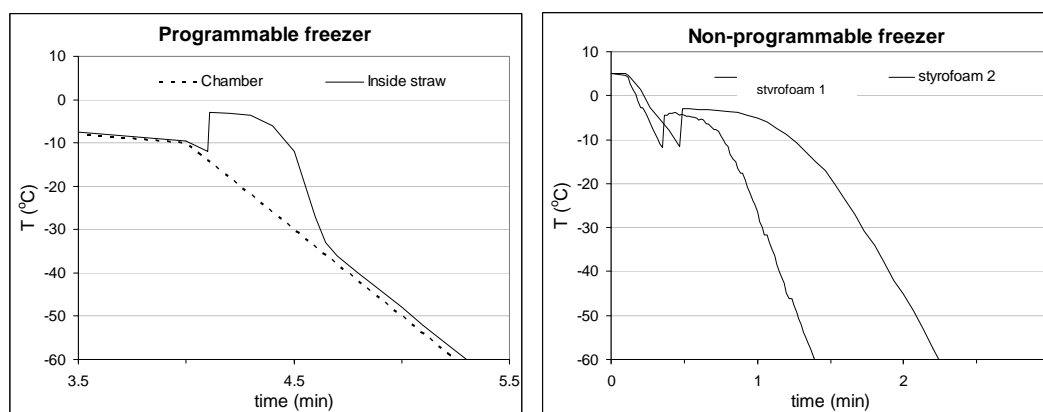 Programmable freezer
Chamber
Inside straw
10
0
-10
-20
-30
-40
-50
-60
T (°C)
3.5
4.5
5.5
time (min)
Non-programmable freezer
styrofoam 1
styrofoam 2
10
0
-10
-20
-30
-40
-50
-60
T (°C)
0
1
2
time (min)